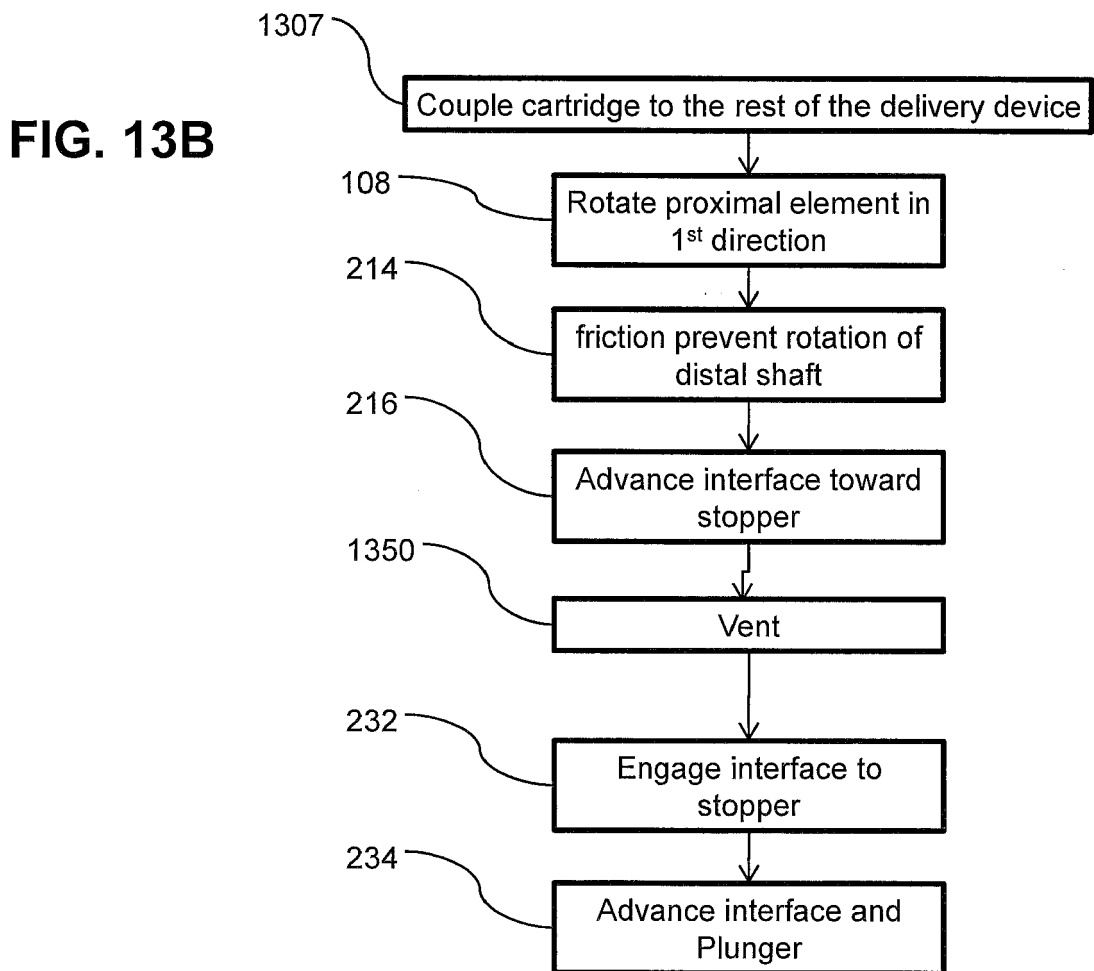 1307
Couple cartridge to the rest of the delivery device
FIG. 13B
108
Rotate proximal element in
1st direction
214
friction prevent rotation of
distal shaft
216
Advance interface toward
stopper
1350
Vent
232
Engage interface to
stopper
234
Advance interface and
Plunger